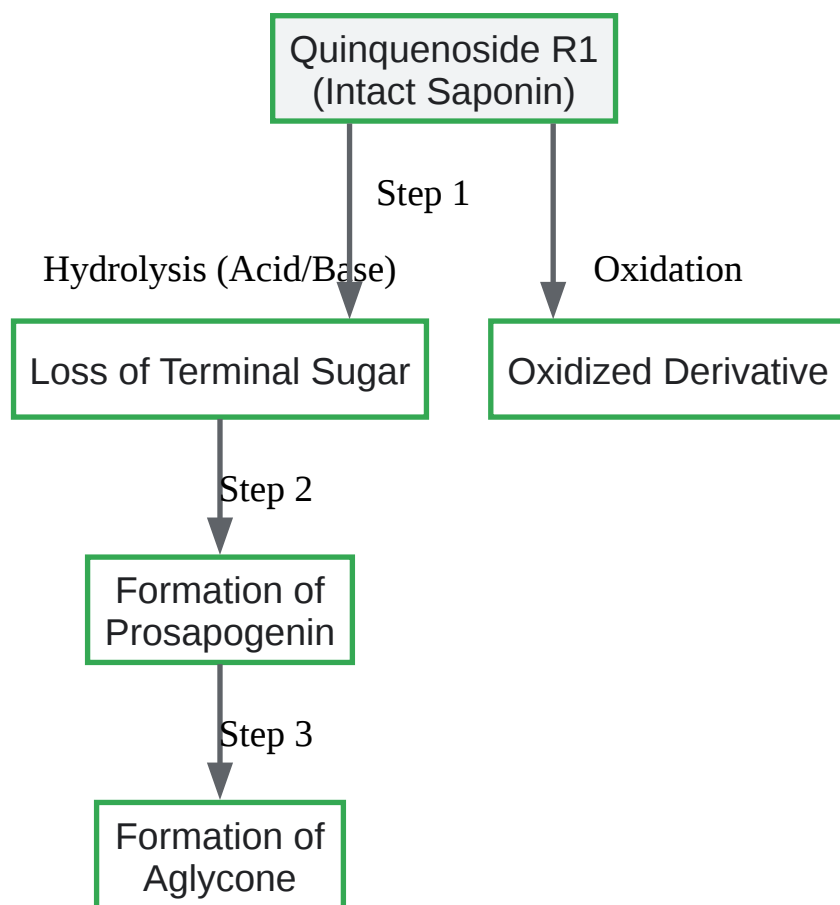 Quinquenoside R1
(Intact Saponin)
Step 1
Hydrolysis (Acid/Base)
Oxidation
Loss of Terminal Sugar
Oxidized Derivative
Step 2
Formation of
Prosapogenin
Step 3
Formation of
Aglycone